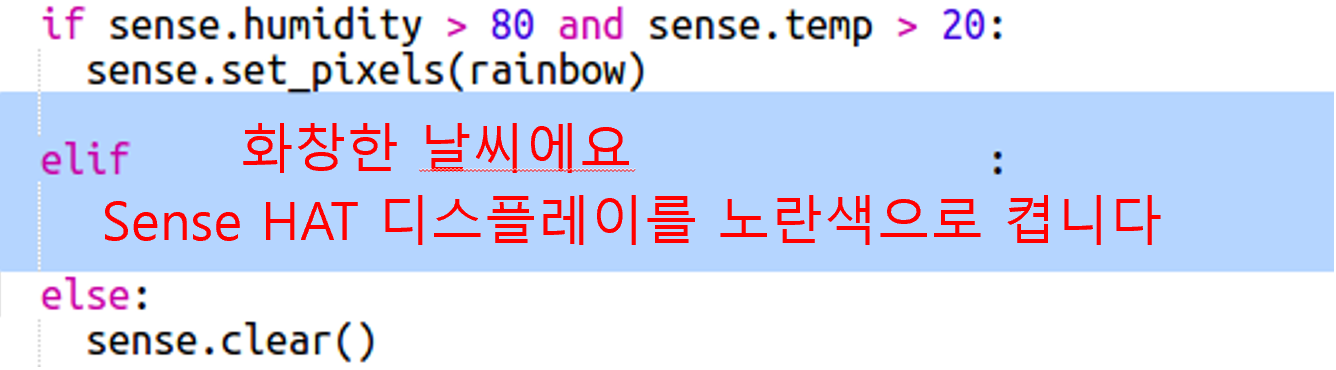 if sense.humidity > 80 and sense.temp > 20:
sense.set_pixels(rainbow)
elif 화창한 날씨에요 :
Sense HAT 디스플레이를 노란색으로 켭니다
else:
sense.clear()